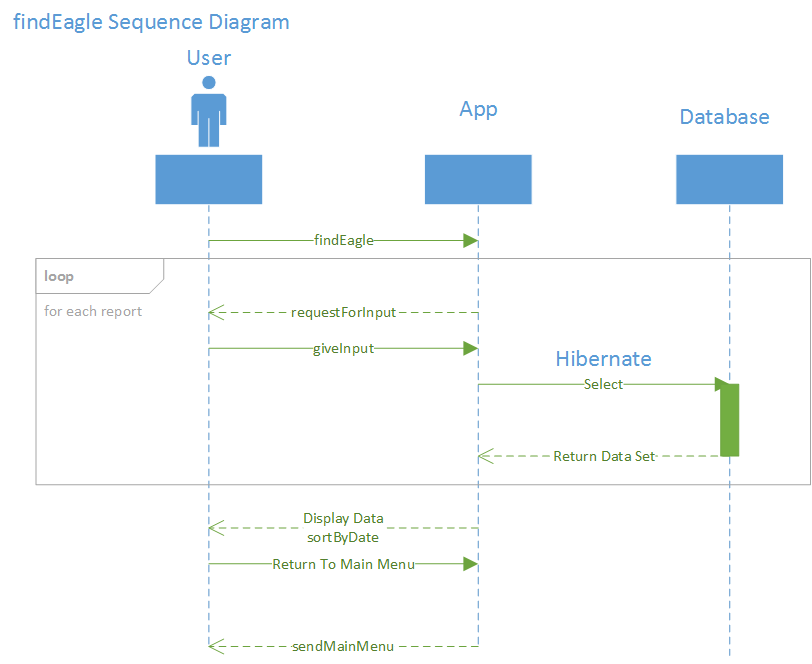 findEagle Sequence Diagram
User
App
Database
findEagle
loop
for each report
requestForInput
giveInput
Hibernate
Select
Return Data Set
Display Data
sortByDate
Return To Main Menu
sendMainMenu